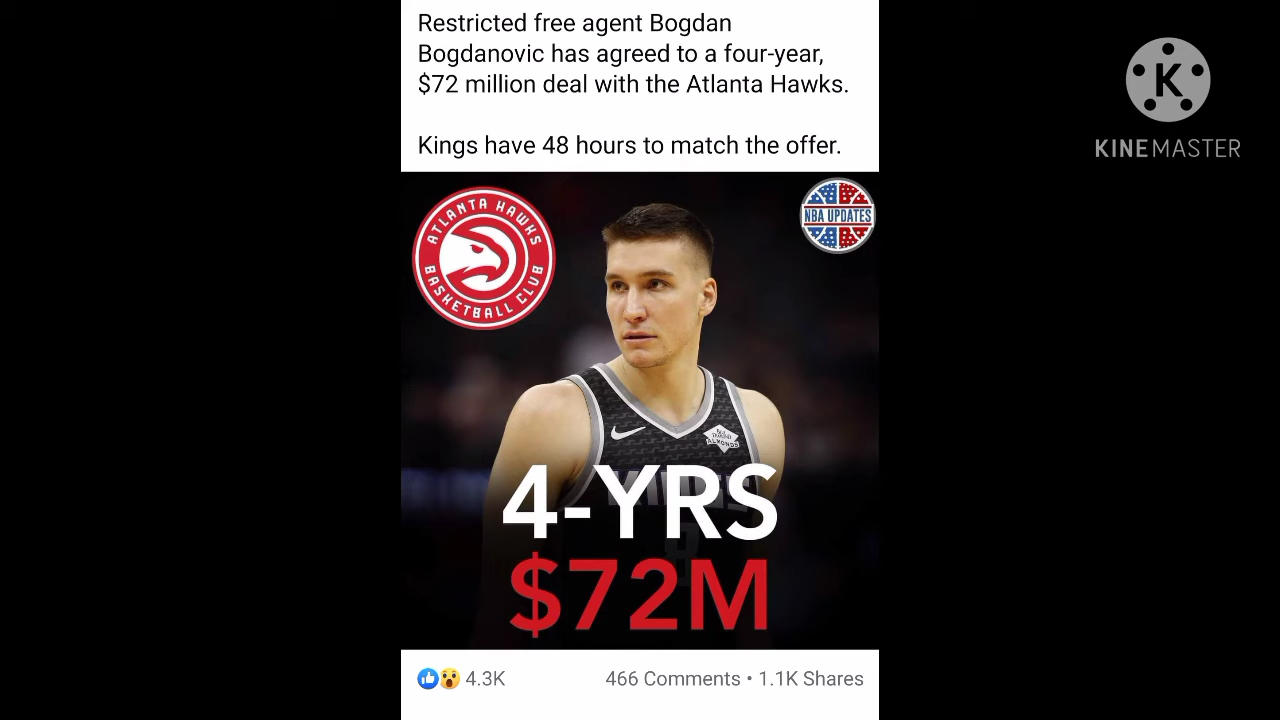 Restricted free agent Bogdan
Bogdanovic has agreed to a four-year,
$72 million deal with the Atlanta Hawks.
Kings have 48 hours to match the offer.
K
KINEMASTER
ATLANTA HAWKS
BASKETBALL CLUB
NBA UPDATES
ALMONDS
KINGS
4-YRS
$72M
4.3K
466 Comments • 1.1K Shares